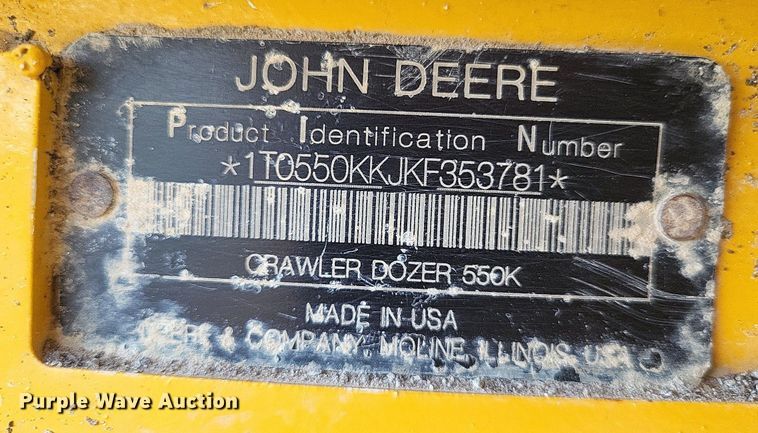 JOHN DEERE
Product Identification Number
*1T0550KKJKF353781*
CRAWLER DOZER 550K
MADE IN USA
DEERE & COMPANY, MOLINE, ILLINOIS, USA
Purple Wave Auction